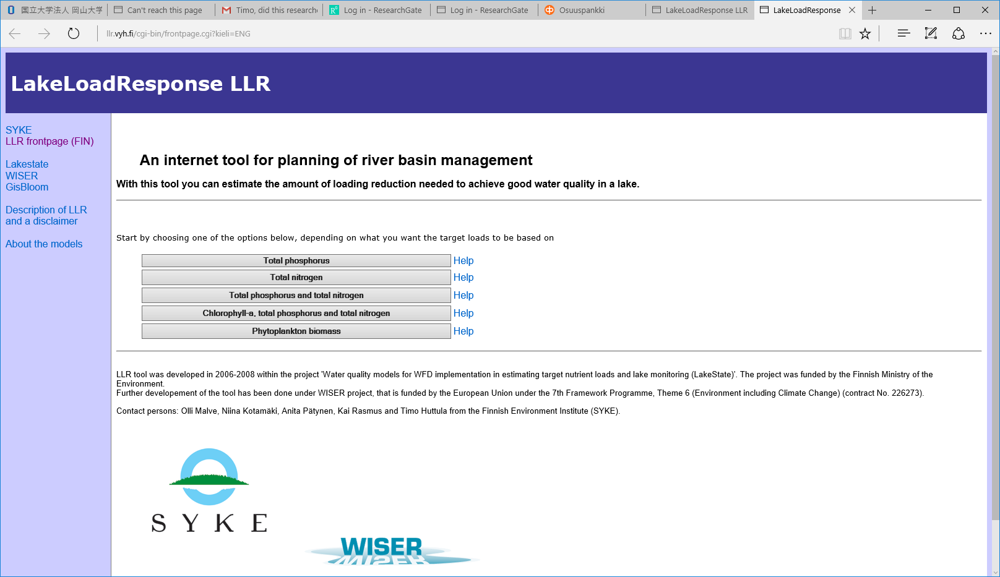 国立大学法人 岡山大学
Can't reach this page
Timo, did this researche
Log in - ResearchGate
Log in - ResearchGate
Osuuspankki
LakeLoadResponse LLR
LakeLoadResponse
llr.vyh.fi/cgi-bin/frontpage.cgi?kieli=ENG
LakeLoadResponse LLR
SYKE
LLR frontpage (FIN)
Lakestate
WISER
GisBloom
Description of LLR
and a disclaimer
About the models
An internet tool for planning of river basin management
With this tool you can estimate the amount of loading reduction needed to achieve good water quality in a lake.
Start by choosing one of the options below, depending on what you want the target loads to be based on
Total phosphorus Help
Total nitrogen Help
Total phosphorus and total nitrogen Help
Chlorophyll-a, total phosphorus and total nitrogen Help
Phytoplankton biomass Help
LLR tool was developed in 2006-2008 within the project 'Water quality models for WFD implementation in estimating target nutrient loads and lake monitoring (LakeState)'. The project was funded by the Finnish Ministry of the
Environment.
Further developement of the tool has been done under WISER project, that is funded by the European Union under the 7th Framework Programme, Theme 6 (Environment including Climate Change) (contract No. 226273).
Contact persons: Olli Malve, Niina Kotamäki, Anita Pätynen, Kai Rasmus and Timo Huttula from the Finnish Environment Institute (SYKE).
SYKE
WISER